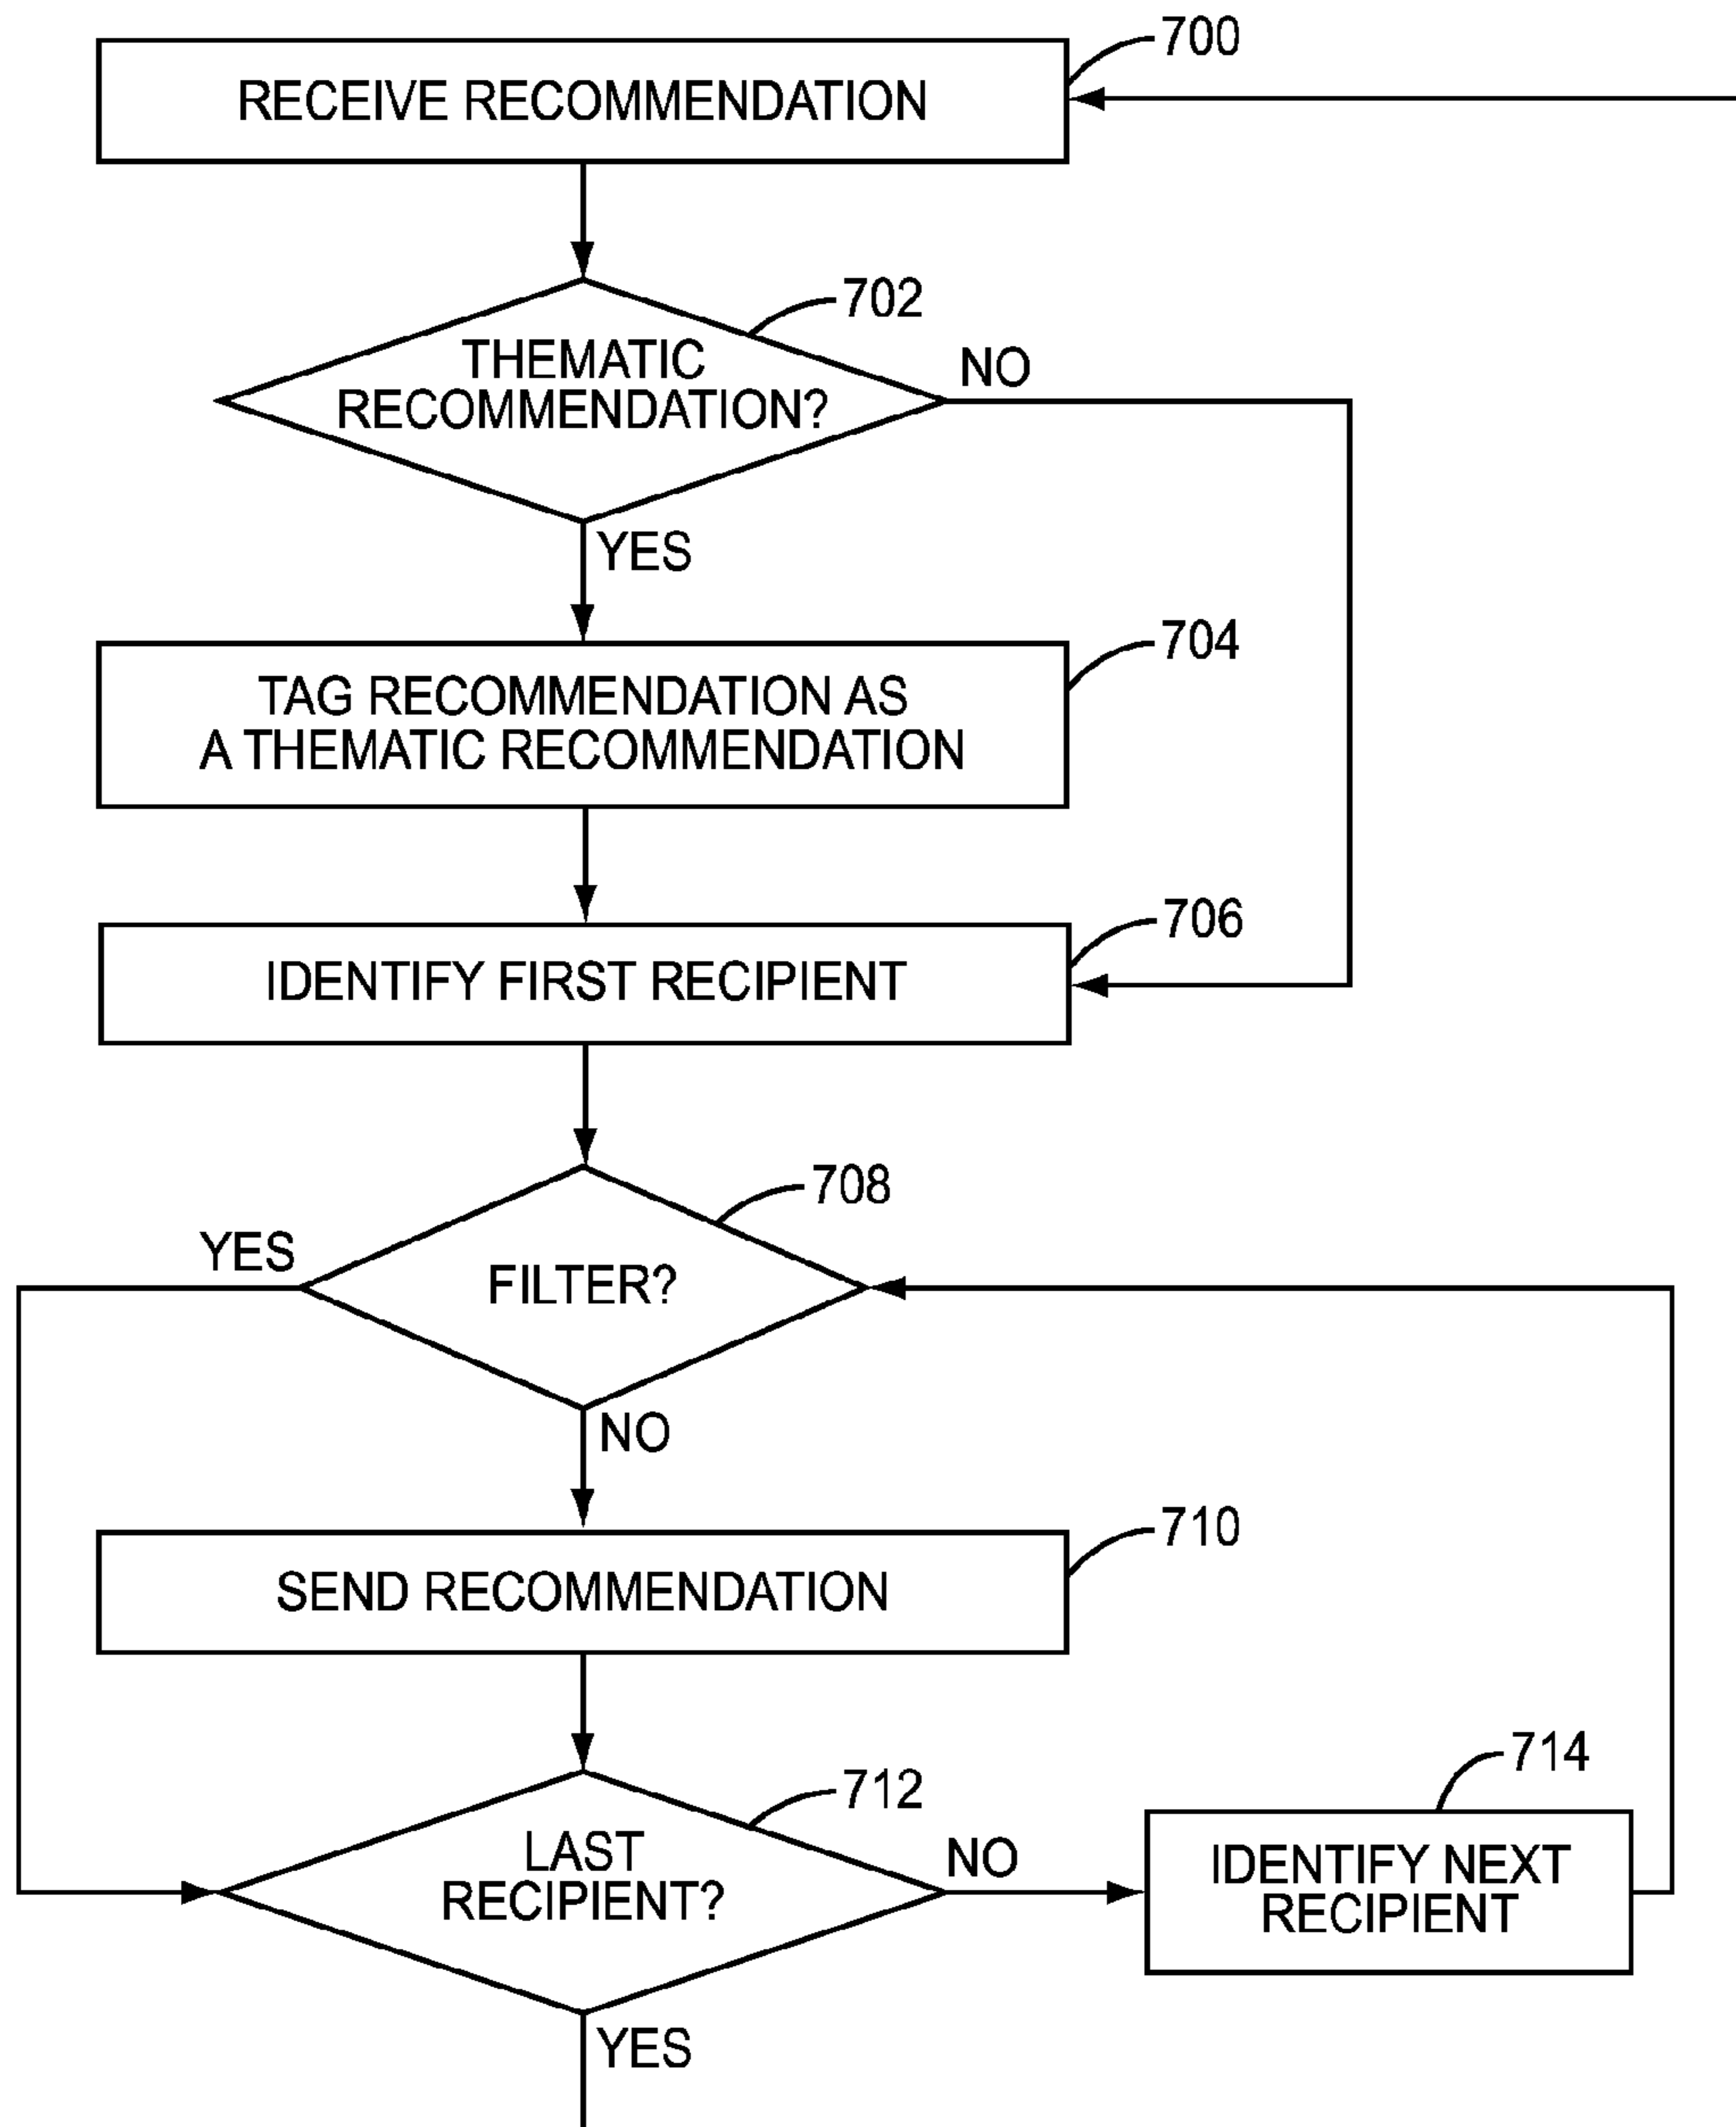 700
RECEIVE RECOMMENDATION
702
THEMATIC
RECOMMENDATION?
NO
YES
704
TAG RECOMMENDATION AS
A THEMATIC RECOMMENDATION
706
IDENTIFY FIRST RECIPIENT
708
YES
FILTER?
NO
710
SEND RECOMMENDATION
712
714
LAST
RECIPIENT?
NO
IDENTIFY NEXT
RECIPIENT
YES